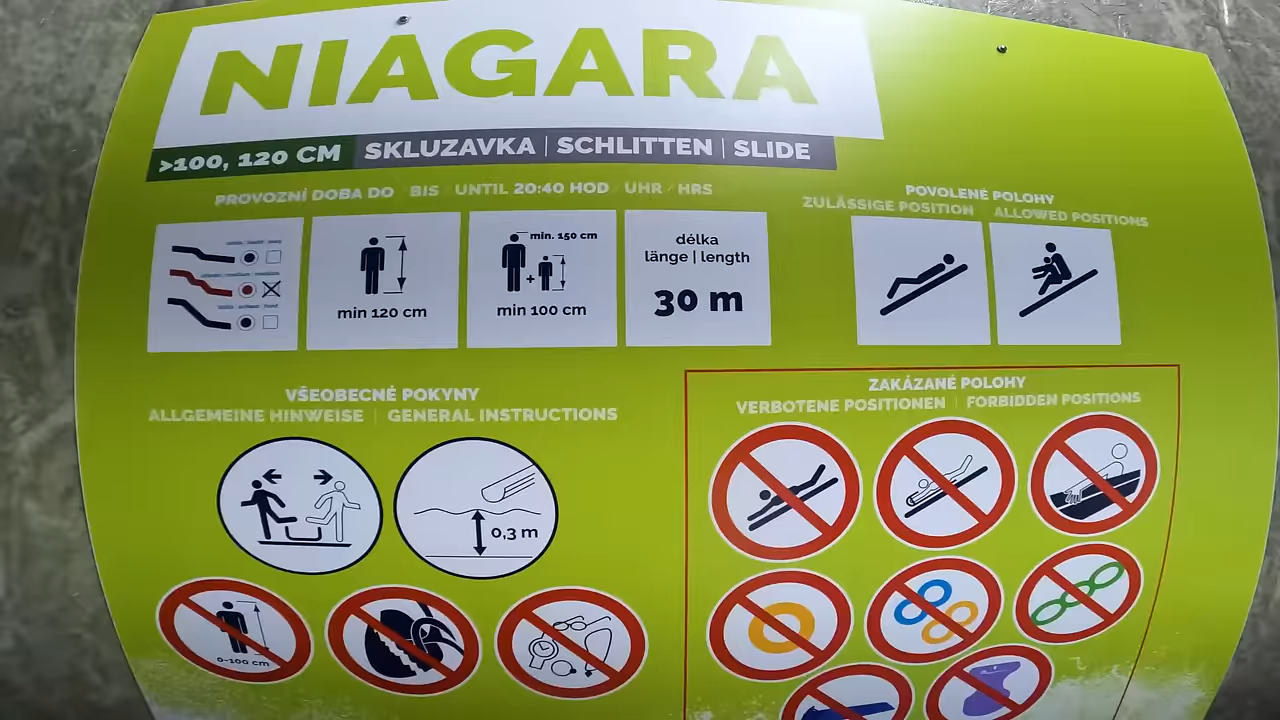 NIAGARA
>100, 120 CM SKLUZAVKA | SCHLITTEN | SLIDE
PROVOZNÍ DOBA DO / BIS / UNTIL 20:40 HOD / UHR / HRS
min 120 cm
min. 150 cm
+
min 100 cm
délka
länge | length
30 m
POVOLENÉ POLOHY
ZULÄSSIGE POSITION | ALLOWED POSITIONS
VŠEOBECNÉ POKYNY
ALLGEMEINE HINWEISE | GENERAL INSTRUCTIONS
0,3 m
0-100 cm
ZAKÁZANÉ POLOHY
VERBOTENE POSITIONEN | FORBIDDEN POSITIONS